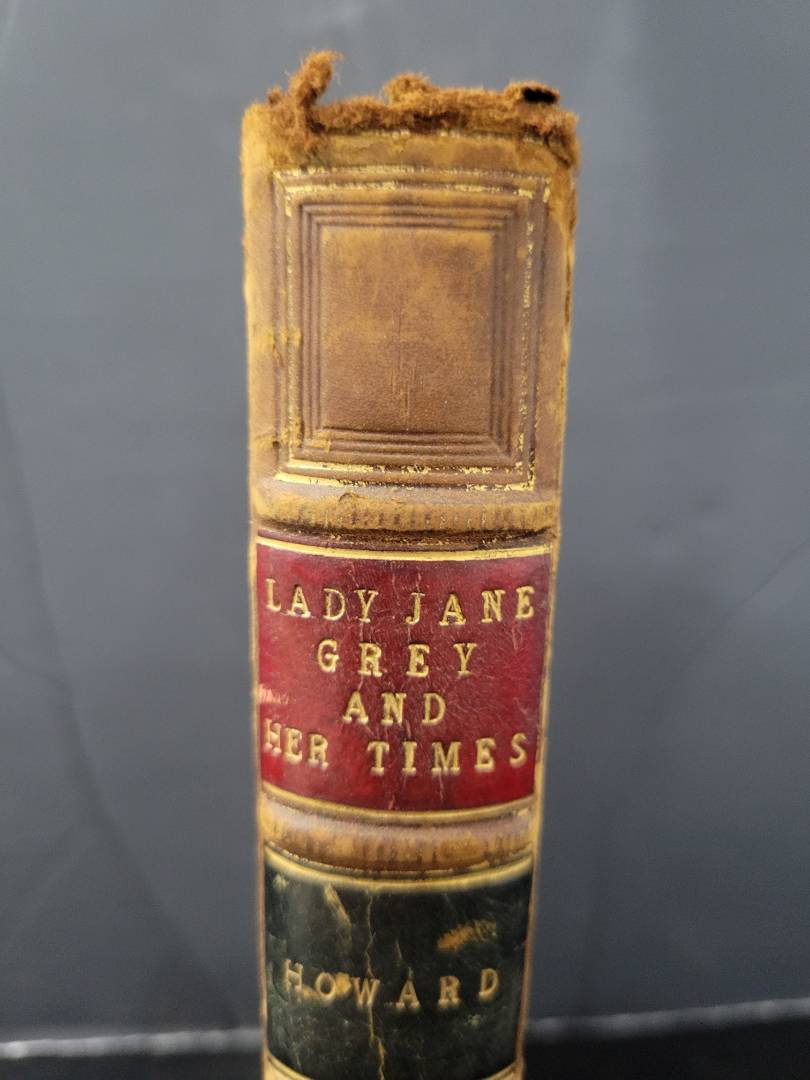 LADY JANE
GREY
AND
HER TIMES
HOWARD